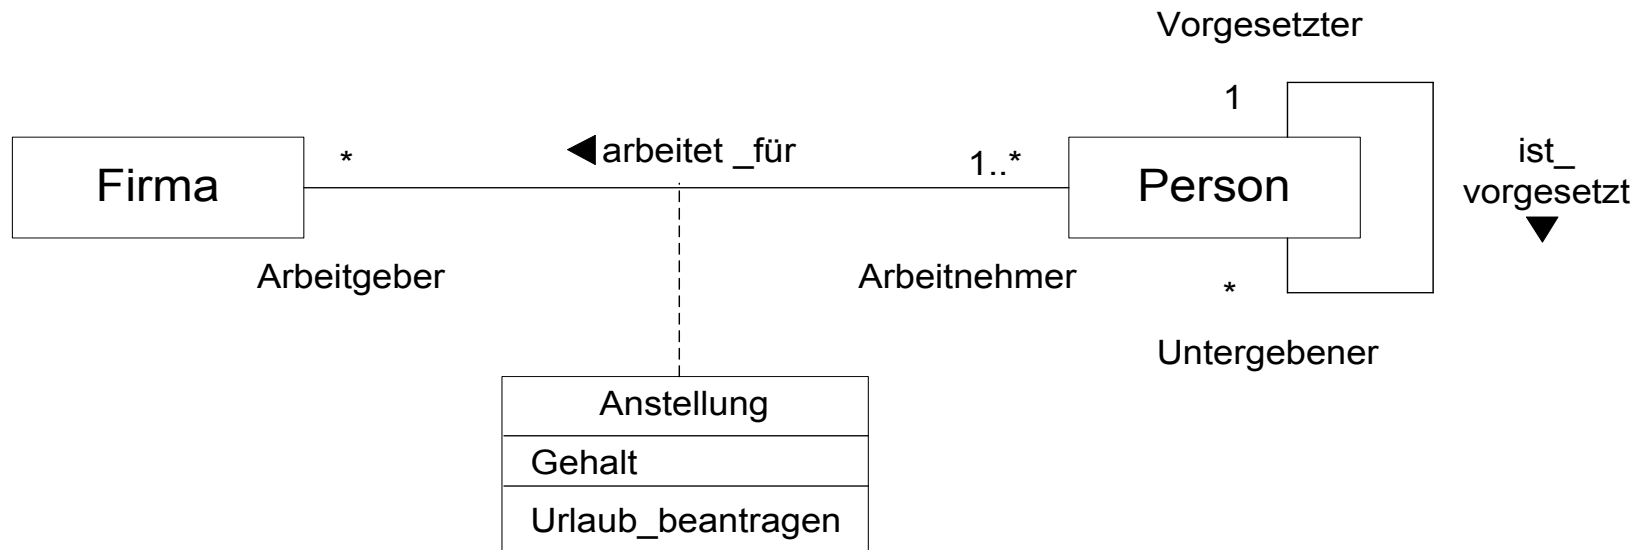 Vorgesetzter
1
Firma
*
arbeitet _für
1..*
Person
ist_
vorgesetzt
Arbeitgeber
Arbeitnehmer
*
Untergebener
Anstellung
Gehalt
Urlaub_beantragen